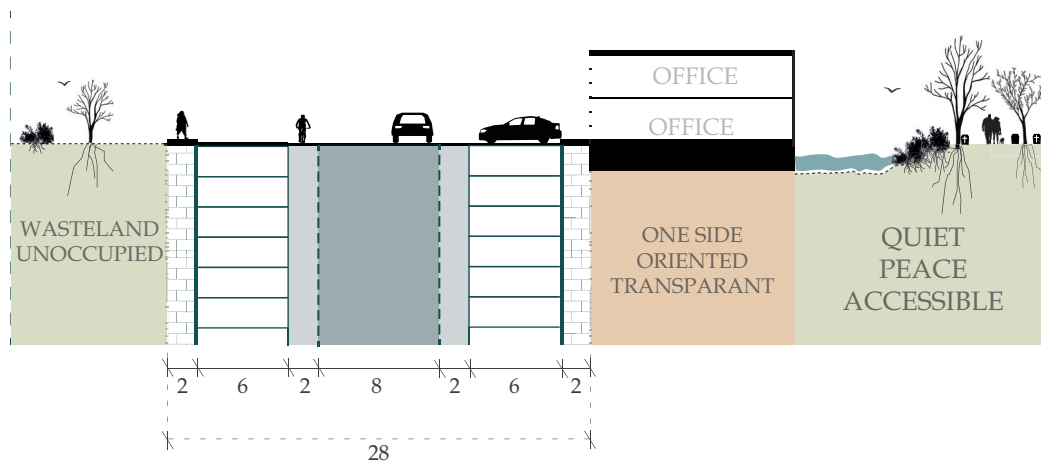 OFFICE
OFFICE
WASTELAND
UNOCCUPIED
ONE SIDE
ORIENTED
TRANSPARANT
QUIET
PEACE
ACCESSIBLE
2 6 2 8 2 6 2
28